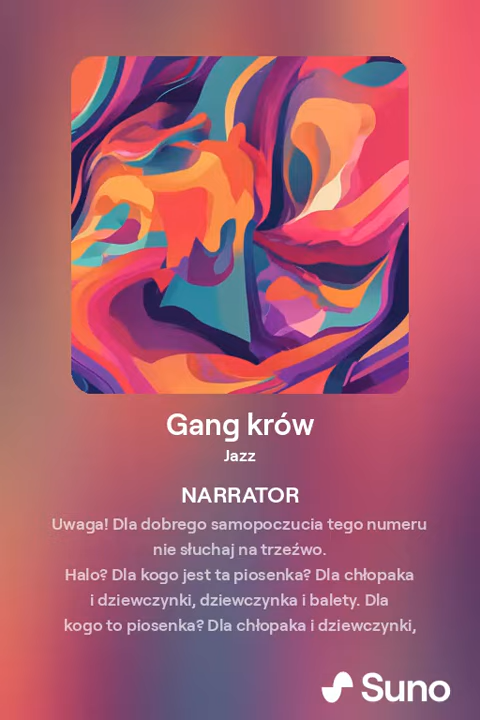 Gang krów
Jazz
NARRATOR
Uwaga! Dla dobrego samopoczucia tego numeru
nie słuchaj na trzeźwo.
Halo? Dla kogo jest ta piosenka? Dla chłopaka
i dziewczynki, dziewczynka i balety. Dla
kogo to piosenka? Dla chłopaka i dziewczynki,
Suno